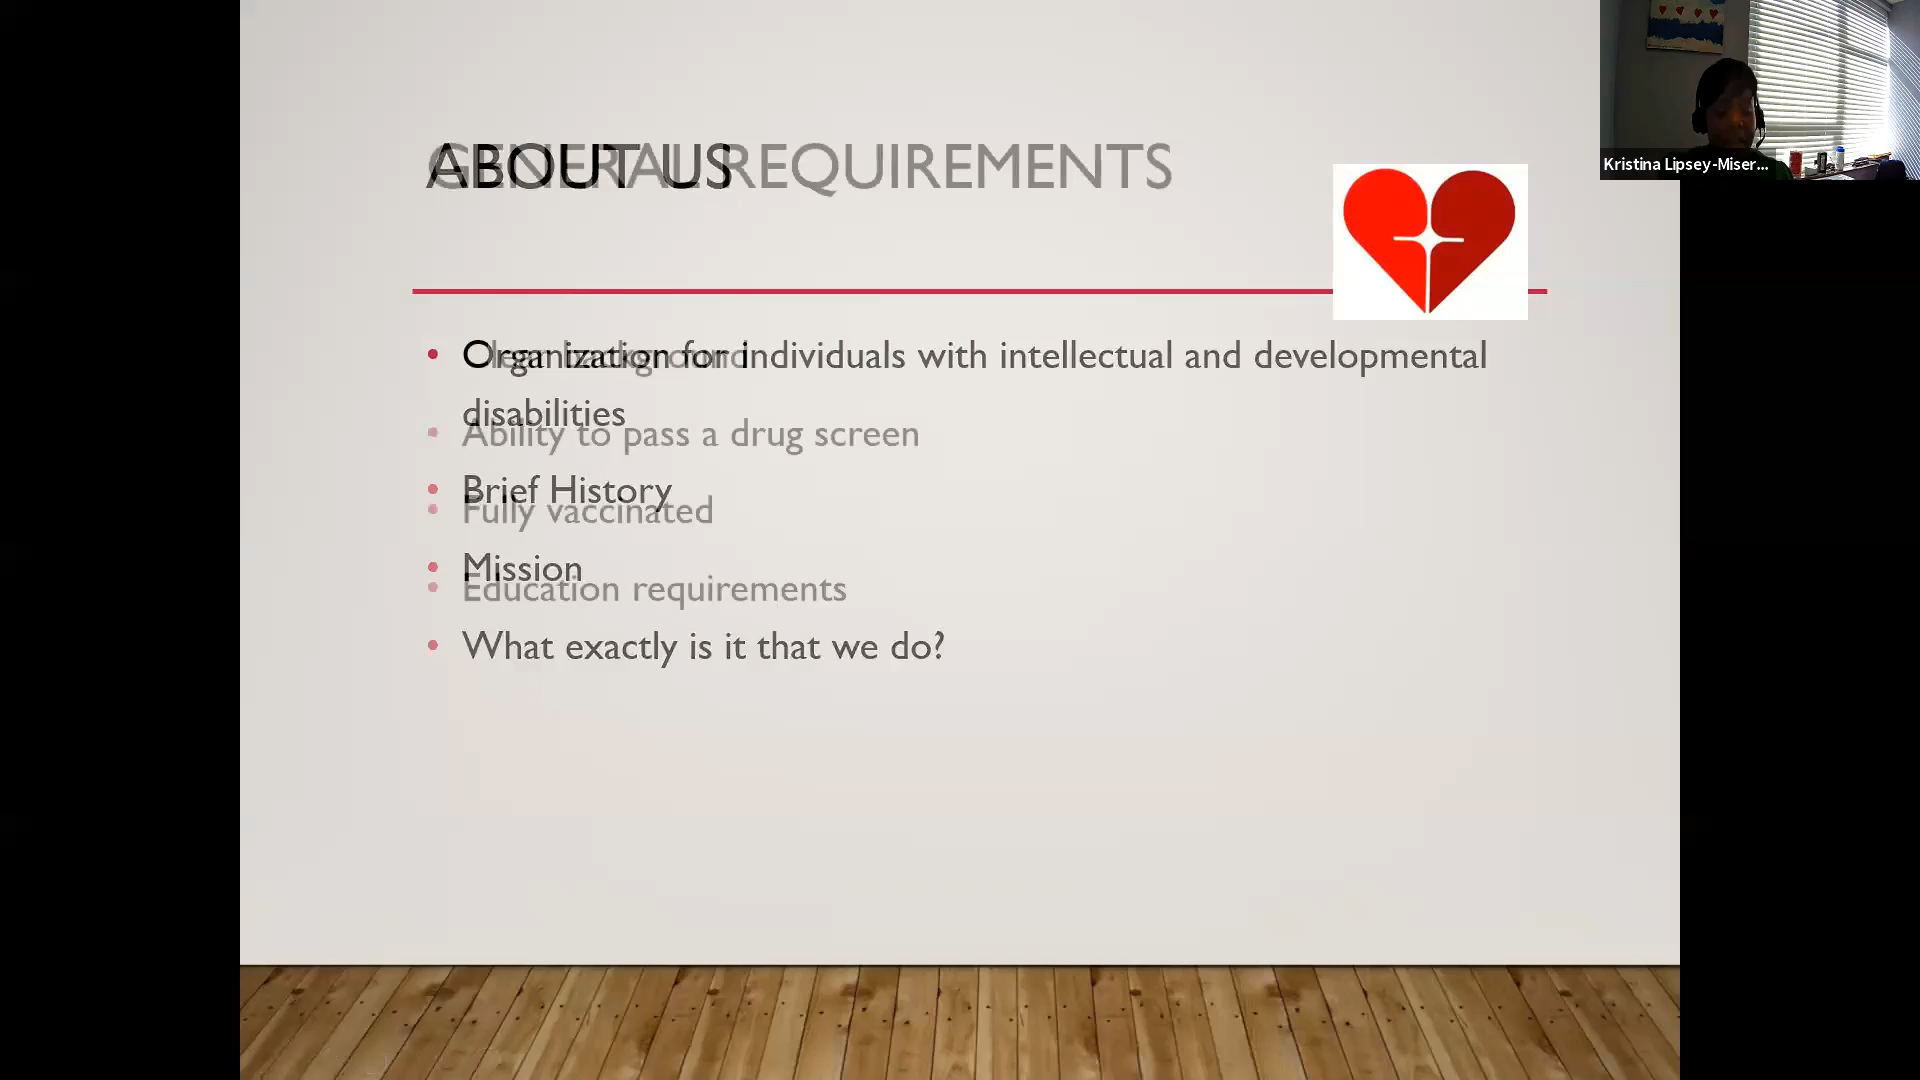 ABOUT US
GENERAL REQUIREMENTS
• Organization for individuals with intellectual and developmental
disabilities
• Ability to pass a drug screen
• Brief History
• Fully vaccinated
• Mission
• Education requirements
• What exactly is it that we do?
Kristina Lipsey-Miser...